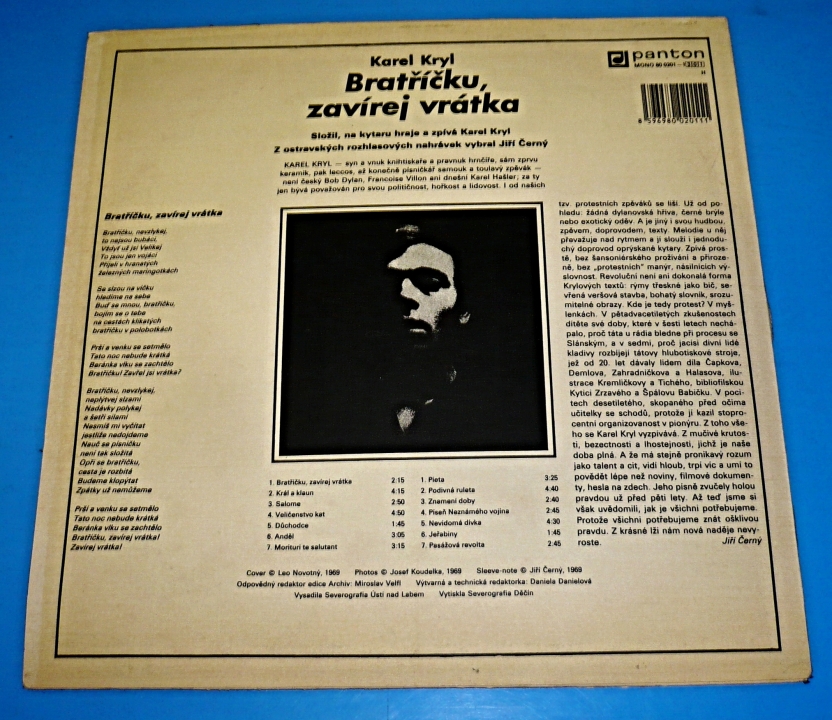 Karel Kryl
Bratříčku,
zavírej vrátka
panton
MONO 80 0201 – 1311
H
8 596980 020111
Složil, na kytaru hraje a zpívá Karel Kryl
Z ostravských rozhlasových nahrávek vybral Jiří Černý
KAREL KRYL — syn a vnuk knihtiskaře a pravnuk hrnčíře, sám zprvu
keramik, pak leccos, až konečně písničkář samouk a toulavý zpěvák —
není český Bob Dylan, Francoise Villon ani dnešní Karel Hašler; za ty
jen bývá považován pro svou političnost, hořkost a lidovost. I od našich
tzv. protestních zpěváků se liší. Už od po-
hledu: žádná dylanovská hříva, černé brýle
nebo exotický oděv. A je jiný i svou hudbou,
zpěvem, doprovodem, texty. Melodie u něj
převažuje nad rytmem a jí slouží i jednodu-
chý doprovod oprýskané kytary. Zpívá pros-
tě, bez šansoniérského prožívání a přiroze-
ně, bez „protestních" manýr, násilnících vý-
slovnost. Revoluční není ani dokonalá forma
Krylových textů: rýmy třeskné jako bič, se-
vřená veršová stavba, bohatý slovník, srozu-
mitelné obrazy. Kde je tedy protest? V myš-
lenkách. V pětadvacetiletých zkušenostech
dítěte své doby, které v šesti letech nechá-
palo, proč táta u rádia bledne při procesu se
Slánským, a v sedmi, proč jacísi divní lidé
kladivy rozbíjejí tátovy hlubotiskové stroje,
jež od 20. let dávaly lidem díla Čapkova,
Demlova, Zahradníčkova a Halasova, ilu-
strace Kremličkovy a Tichého, bibliofilskou
Kytici Zrzavého a Špálovu Babičku. V poci-
tech desetiletého, skopaného před očima
učitelky se schodů, protože jí kazil stopro-
centní organizovanost v pionýru. Z toho vše-
ho se Karel Kryl vyzpívává. Z mučivé krutos-
ti, bezectnosti a lhostejnosti, jichž je naše
doba plná. A že má stejně pronikavý rozum
jako talent a cit, vidí hloub, trpí víc a umí to
povědět lépe než noviny, filmové dokumen-
ty, hesla na zdech. Jeho písně zvučely holou
pravdou už před pěti lety. Až teď jsme si
však uvědomili, jak je všichni potřebujeme.
Protože všichni potřebujeme znát ošklivou
pravdu. Z krásné lži nám nová naděje nevy-
roste.
Jiří Černý
Bratříčku, zavírej vrátka
Bratříčku, nevzlykej,
to nejsou bubáci,
Vždyť už jsi Velikej
To jsou jen vojáci
Přijeli v hranatých
železných maringotkách
Se slzou na víčku
hledíme na sebe
Buď se mnou, bratříčku,
bojím se o tebe
na cestách klikatých
bratříčku v polobotkách
Prší a venku se setmělo
Tato noc nebude krátká
Beránka vlku se zachtělo
Bratříčku! Zavřel jsi vrátka?
Bratříčku, nevzlykej,
neplýtvej slzami
Nadávky polykej
a šetři silami
Nesmíš mi vyčítat
jestliže nedojdeme
Nauč se písničku
není tak složitá
Opři se bratříčku,
cesta je rozbitá
Budeme klopýtat
Zpátky už nemůžeme
Prší a venku se setmělo
Tato noc nebude krátká
Beránka vlku se zachtělo
Bratříčku, zavírej vrátka!
Zavírej vrátka!
1. Bratříčku, zavírej vrátka 2:15
2. Král a klaun 4:15
3. Salome 2:50
4. Veličenstvo kat 4:50
5. Důchodce 1:45
6. Anděl 3:05
7. Morituri te salutant 3:15
1. Pieta 3:25
2. Podivná ruleta 4:40
3. Znamení doby 2:40
4. Píseň Neznámého vojína 2:45
5. Nevidomá dívka 4:30
6. Jeřabiny 1:45
7. Pasážová revolta 2:45
Cover © Leo Novotný, 1969 Photos © Josef Koudelka, 1969 Sleeve-note © Jiří Černý, 1969
Odpovědný redaktor edice Archiv: Miroslav Velfl Výtvarná a technická redaktorka: Daniela Danielová
Vysadila Severografia Ústí nad Labem Vytiskla Severografia Děčín